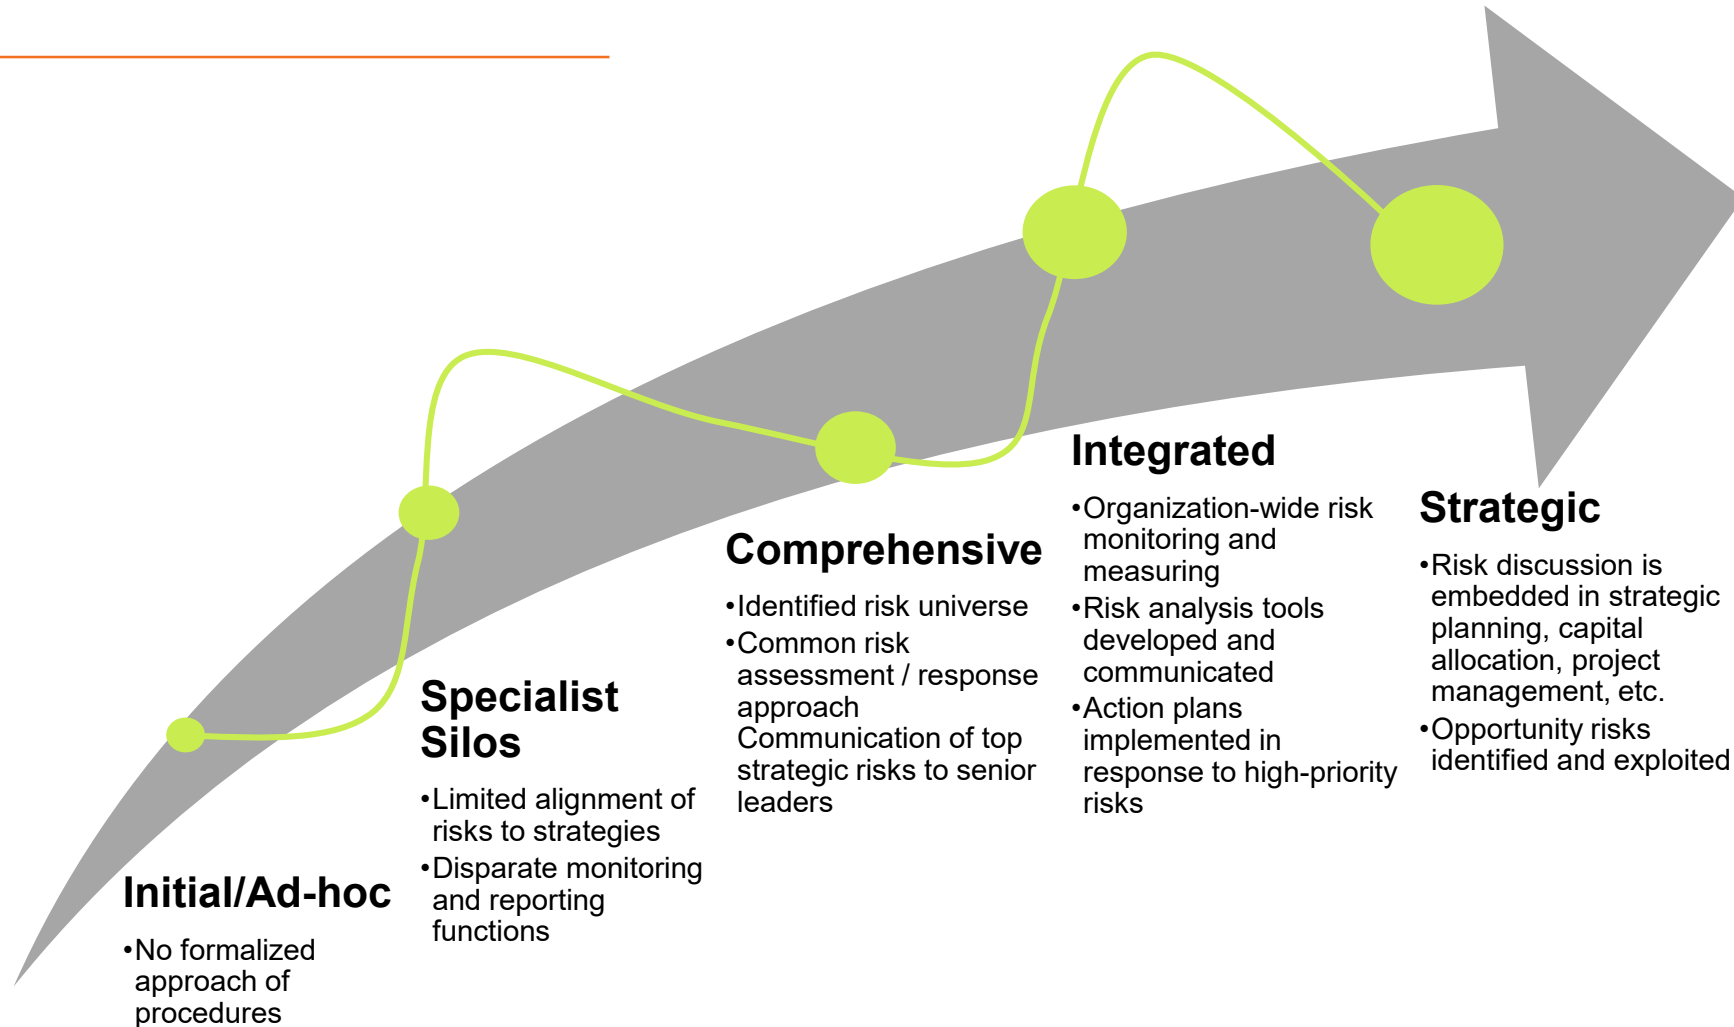 Initial/Ad-hoc
•No formalized
approach of
procedures
Specialist
Silos
•Limited alignment of
risks to strategies
•Disparate monitoring
and reporting
functions
Comprehensive
•Identified risk universe
•Common risk
assessment / response
approach
Communication of top
strategic risks to senior
leaders
Integrated
•Organization-wide risk
monitoring and
measuring
•Risk analysis tools
developed and
communicated
•Action plans
implemented in
response to high-priority
risks
Strategic
•Risk discussion is
embedded in strategic
planning, capital
allocation, project
management, etc.
•Opportunity risks
identified and exploited